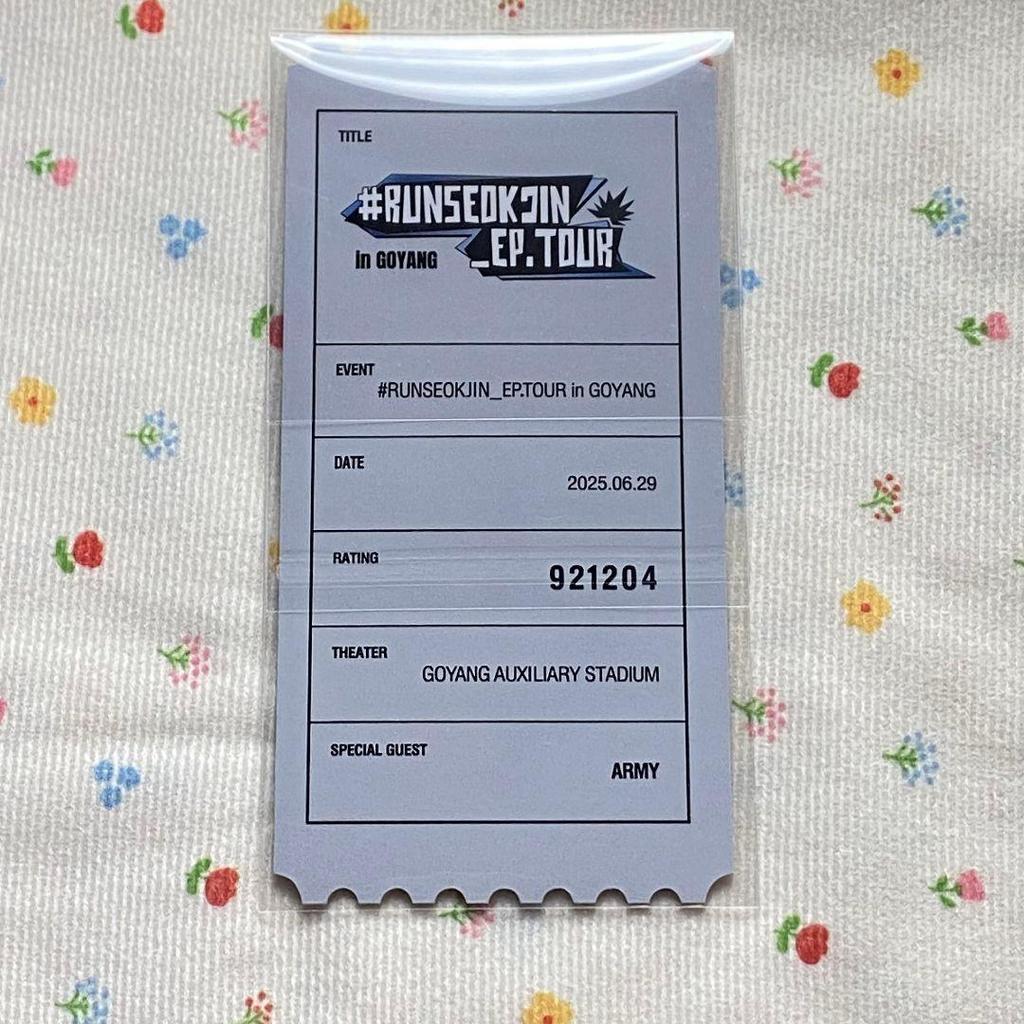 TITLE
#RUNSEOKJIN
_EP.TOUR
in GOYANG
EVENT
#RUNSEOKJIN_EP.TOUR in GOYANG
DATE
2025.06.29
RATING
921204
THEATER
GOYANG AUXILIARY STADIUM
SPECIAL GUEST
ARMY